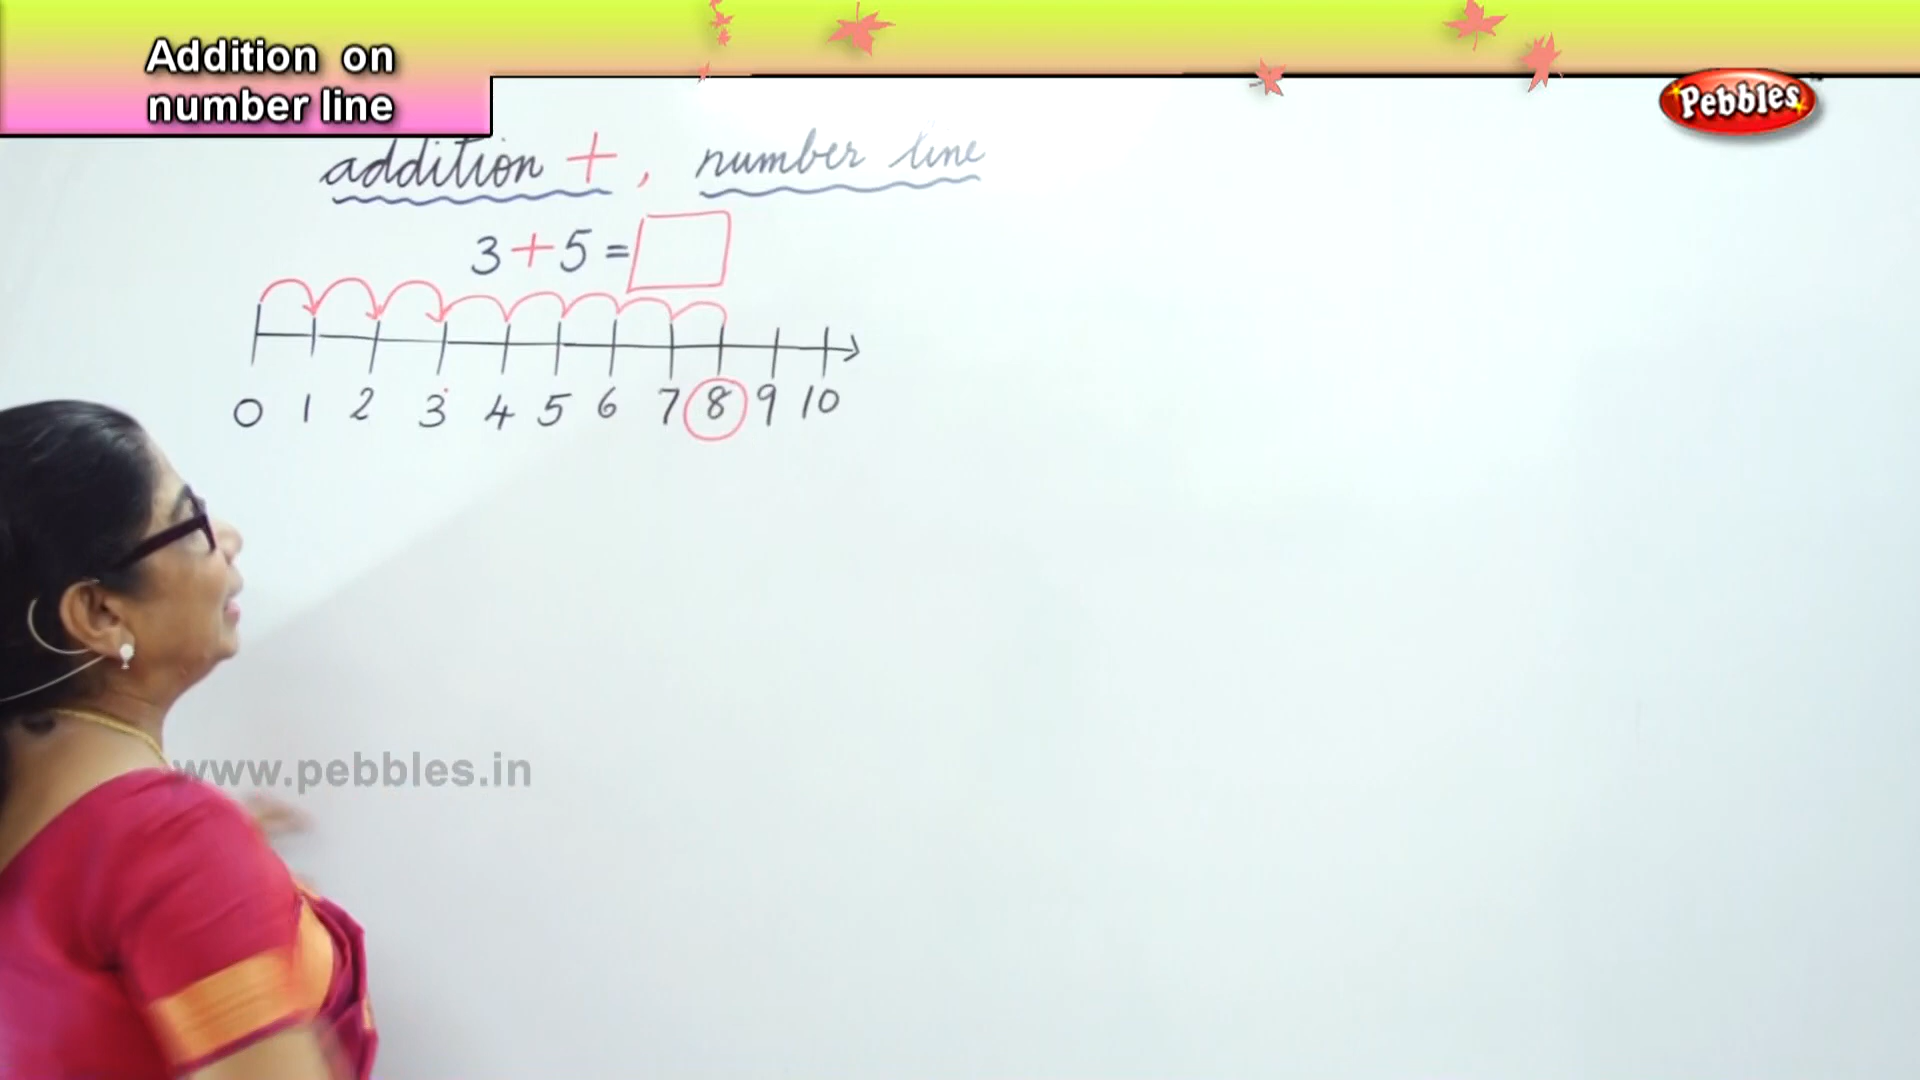 Addition on
number line
Pebbles
addition + , number line
3 + 5 =
0 1 2 3 4 5 6 7 8 9 10
www.pebbles.in